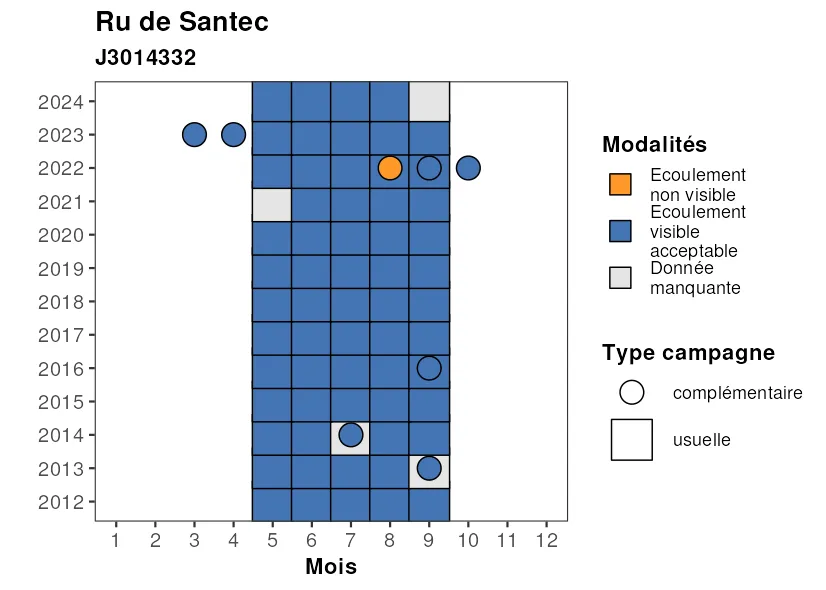 Ru de Santec
J3014332
2024
2023
2022
2021
2020
2019
2018
2017
2016
2015
2014
2013
2012
1 2 3 4 5 6 7 8 9 10 11 12
Mois
Modalités
Ecoulement
non visible
Ecoulement
visible
acceptable
Donnée
manquante
Type campagne
complémentaire
usuelle